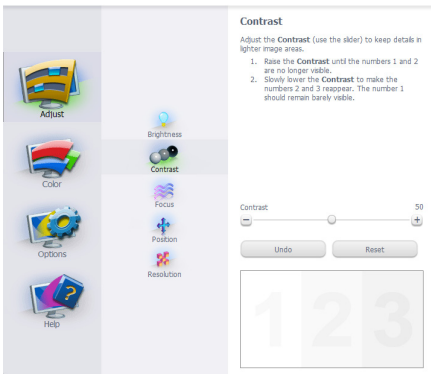 Adjust
Color
Options
Help
Brightness
Contrast
Focus
Position
Resolution
Contrast
Adjust the Contrast (use the slider) to keep details in
lighter image areas.
1. Raise the Contrast until the numbers 1 and 2
are no longer visible.
2. Slowly lower the Contrast to make the
numbers 2 and 3 reappear. The number 1
should remain barely visible.
Contrast 50
Undo Reset
1 2 3